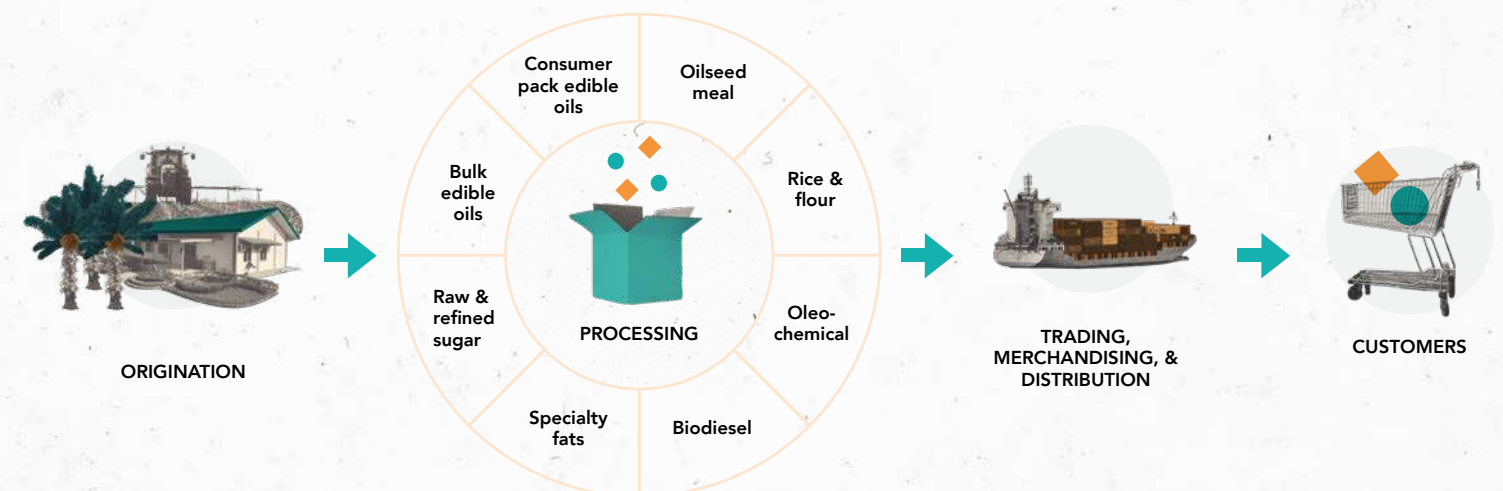 ORIGINATION
Consumer
pack edible
oils
Oilseed
meal
Bulk
edible
oils
Rice &
flour
Raw &
refined
sugar
Oleo-
chemical
Specialty
fats
Biodiesel
PROCESSING
TRADING,
MERCHANDISING, &
DISTRIBUTION
CUSTOMERS